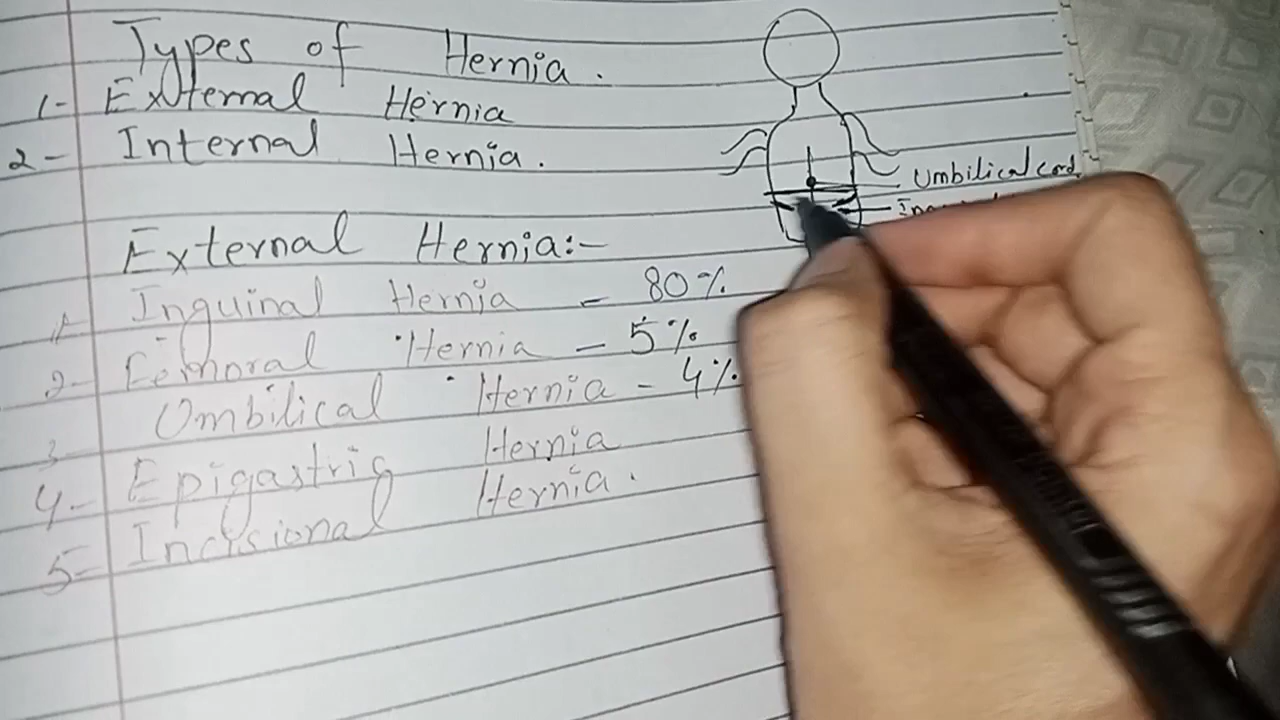 Types of Hernia.
1- External Hernia
2- Internal Hernia.
Umbilical cord
External Hernia:-
1- Inguinal Hernia - 80%
2- Femoral Hernia - 5%
3- Umbilical Hernia - 4%
4- Epigastric Hernia
5- Incisional Hernia.